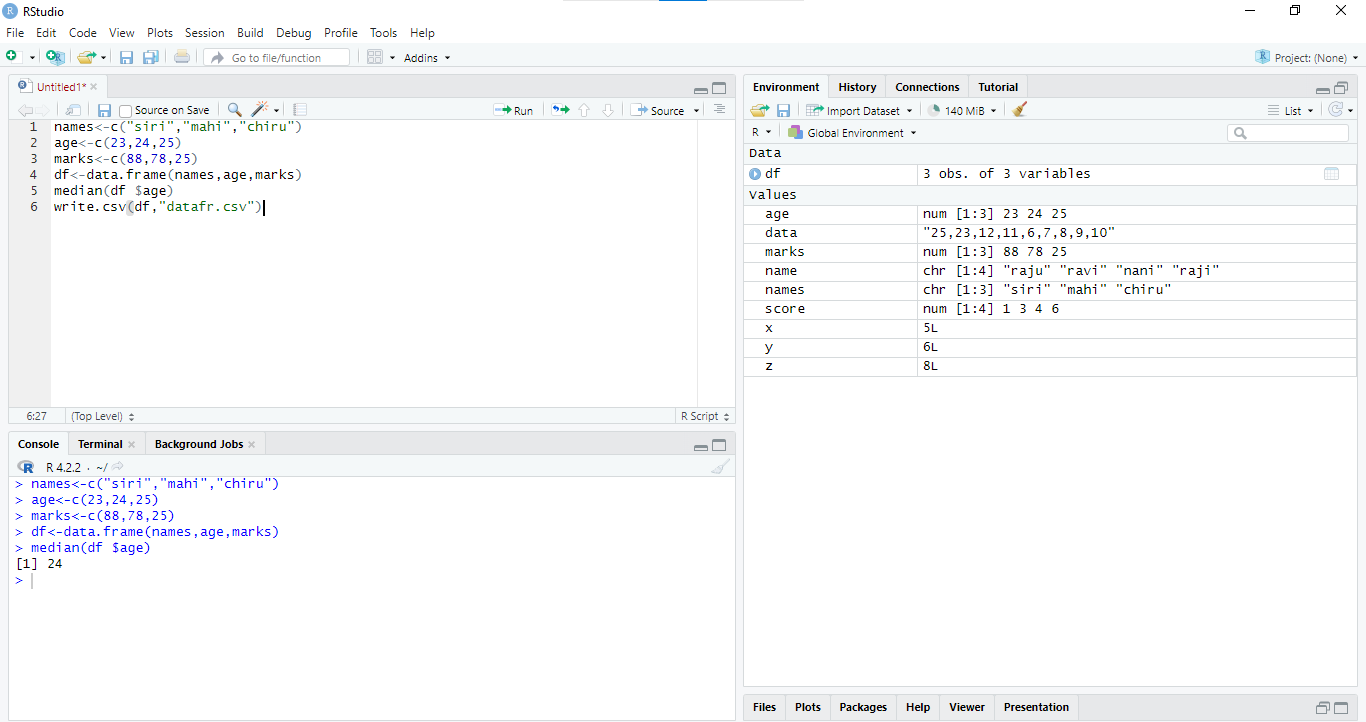 RStudio
File Edit Code View Plots Session Build Debug Profile Tools Help
Go to file/function Addins Project: (None)
Untitled1*
Source on Save Run Source
1 names<-c("siri","mahi","chiru")
2 age<-c(23,24,25)
3 marks<-c(88,78,25)
4 df<-data.frame(names,age,marks)
5 median(df $age)
6 write.csv(df,"datafr.csv")
6:27 (Top Level) R Script
Console Terminal Background Jobs
R 4.2.2 · ~/
> names<-c("siri","mahi","chiru")
> age<-c(23,24,25)
> marks<-c(88,78,25)
> df<-data.frame(names,age,marks)
> median(df $age)
[1] 24
>
Environment History Connections Tutorial
Import Dataset 140 MiB List
R Global Environment
Data
df 3 obs. of 3 variables
Values
age num [1:3] 23 24 25
data "25,23,12,11,6,7,8,9,10"
marks num [1:3] 88 78 25
name chr [1:4] "raju" "ravi" "nani" "raji"
names chr [1:3] "siri" "mahi" "chiru"
score num [1:4] 1 3 4 6
x 5L
y 6L
z 8L
Files Plots Packages Help Viewer Presentation